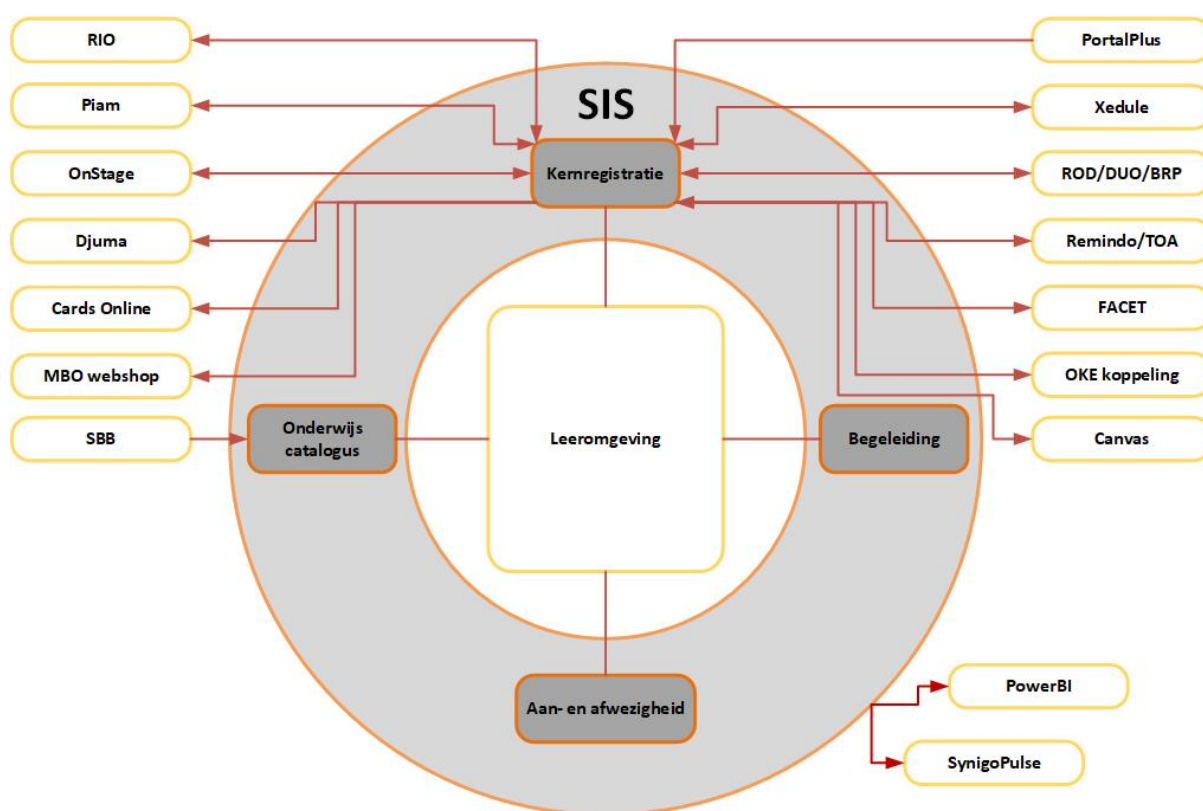 RIO
PortalPlus
SIS
Piam
Xedule
Kernregistratie
OnStage
ROD/DUO/BRP
Djuma
Remindo/TOA
Cards Online
FACET
MBO webshop
OKE koppeling
SBB
Onderwijs
catalogus
Leeromgeving
Begeleiding
Canvas
Aan- en afwezigheid
PowerBI
SynigoPulse